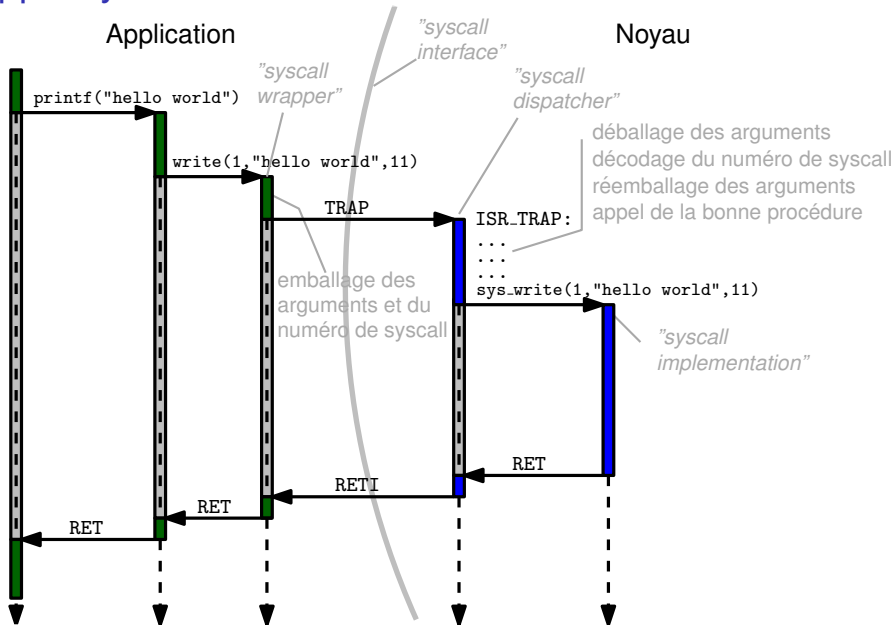 Application
"syscall
interface"
Noyau
"syscall
wrapper"
"syscall
dispatcher"
printf("hello world")
déballage des arguments
décodage du numéro de syscall
réemballage des arguments
appel de la bonne procédure
write(1,"hello world",11)
TRAP
ISR_TRAP:
...
...
...
emballage des
arguments et du
numéro de syscall
sys_write(1,"hello world",11)
"syscall
implementation"
RET
RETI
RET
RET